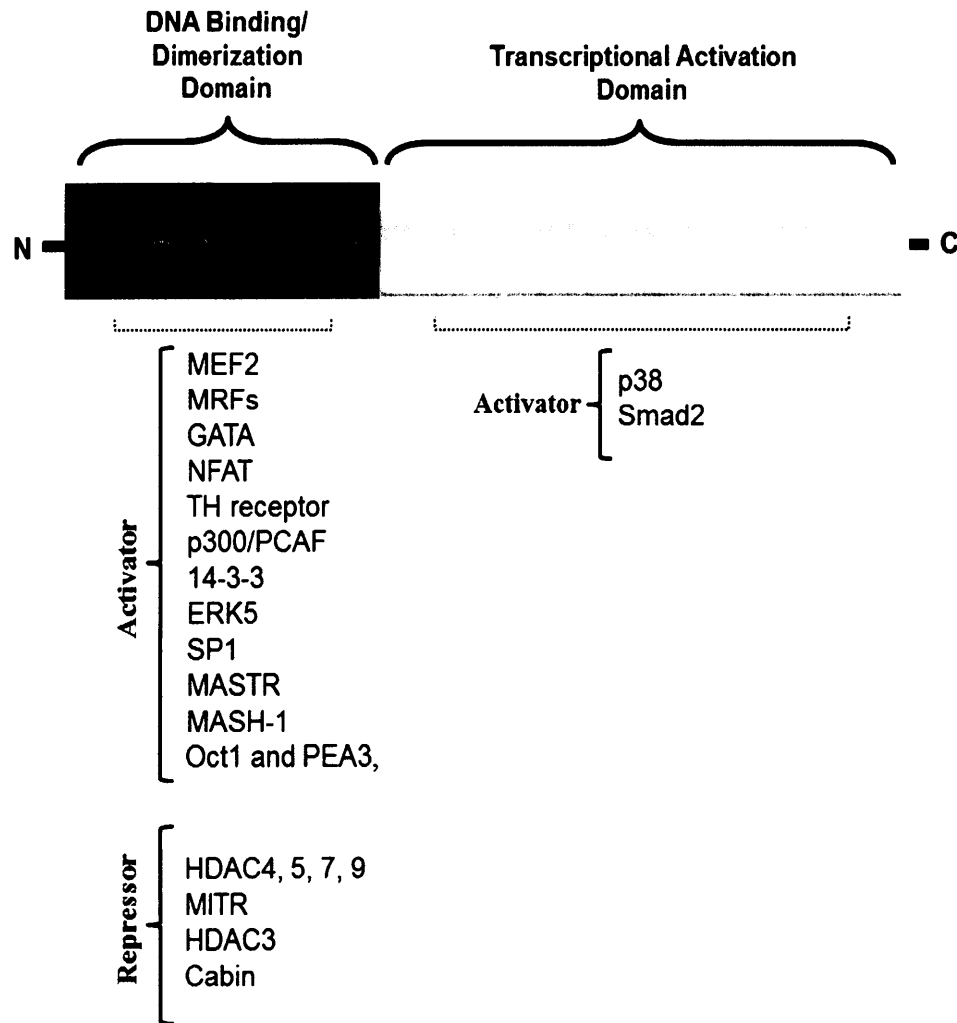 DNA Binding/
Dimerization
Domain
Transcriptional Activation
Domain
N
C
MEF2
MRFs
GATA
NFAT
TH receptor
p300/PCAF
14-3-3
ERK5
SP1
MASTR
MASH-1
Oct1 and PEA3,
Activator
Activator
p38
Smad2
HDAC4, 5, 7, 9
MITR
HDAC3
Cabin
Repressor